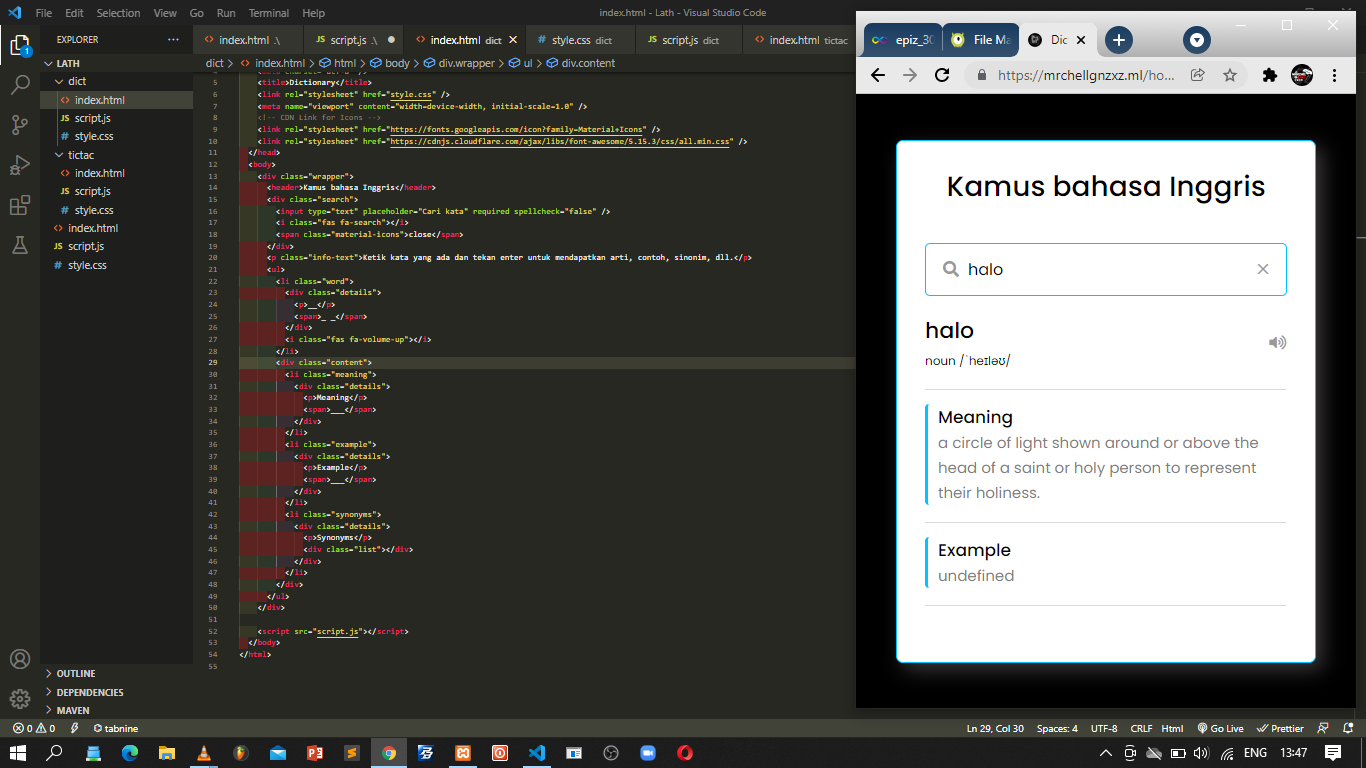 File Edit Selection View Go Run Terminal Help
index.html - Lath - Visual Studio Code
EXPLORER
LATH
dict
index.html
script.js
style.css
tictac
index.html
script.js
style.css
index.html
script.js
style.css
OUTLINE
DEPENDENCIES
MAVEN
index.html .\ script.js .\ index.html dict style.css dict script.js dict index.html tictac
dict > index.html > html > body > div.wrapper > ul > div.content
5 <title>Dictionary</title>
6 <link rel="stylesheet" href="style.css" />
7 <meta name="viewport" content="width=device-width, initial-scale=1.0" />
8 <!-- CDN Link for Icons -->
9 <link rel="stylesheet" href="https://fonts.googleapis.com/icon?family=Material+Icons" />
10 <link rel="stylesheet" href="https://cdnjs.cloudflare.com/ajax/libs/font-awesome/5.15.3/css/all.min.css" />
11 </head>
12 <body>
13 <div class="wrapper">
14 <header>Kamus bahasa Inggris</header>
15 <div class="search">
16 <input type="text" placeholder="Cari kata" required spellcheck="false" />
17 <i class="fas fa-search"></i>
18 <span class="material-icons">close</span>
19 </div>
20 <p class="info-text">Ketik kata yang ada dan tekan enter untuk mendapatkan arti, contoh, sinonim, dll.</p>
21 <ul>
22 <li class="word">
23 <div class="details">
24 <p>__</p>
25 <span>_ _</span>
26 </div>
27 <i class="fas fa-volume-up"></i>
28 </li>
29 <div class="content">
30 <li class="meaning">
31 <div class="details">
32 <p>Meaning</p>
33 <span>___</span>
34 </div>
35 </li>
36 <li class="example">
37 <div class="details">
38 <p>Example</p>
39 <span>___</span>
40 </div>
41 </li>
42 <li class="synonyms">
43 <div class="details">
44 <p>Synonyms</p>
45 <div class="list"></div>
46 </div>
47 </li>
48 </div>
49 </ul>
50 </div>
51
52 <script src="script.js"></script>
53 </body>
54 </html>
55
epiz_30 File Ma Dic
https://mrchellgnzxz.ml/ho...
Kamus bahasa Inggris
halo
halo
noun /ˈheɪləʊ/
Meaning
a circle of light shown around or above the
head of a saint or holy person to represent
their holiness.
Example
undefined
0 0 tabnine
Ln 29, Col 30 Spaces: 4 UTF-8 CRLF Html Go Live Prettier
ENG 13:47